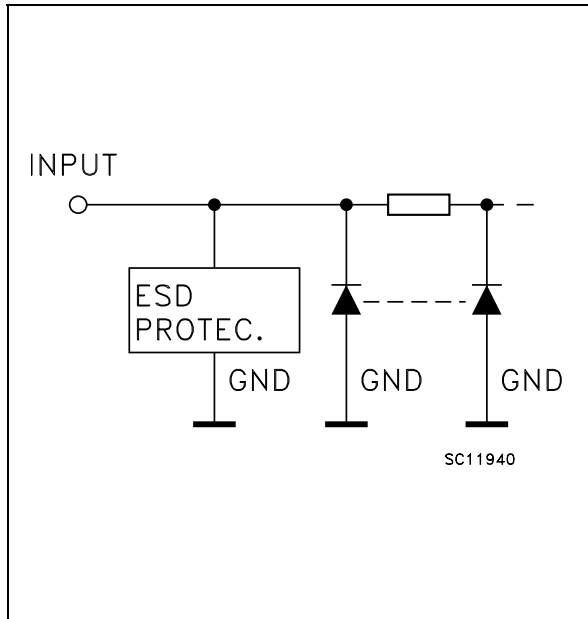 INPUT
ESD
PROTEC.
GND
GND
GND
SC11940